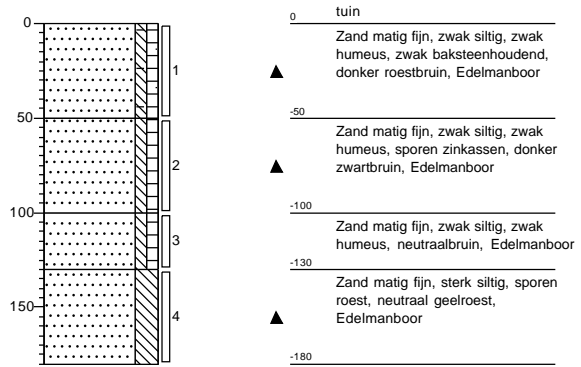 0
50
100
150
1
2
3
4
0
tuin
Zand matig fijn, zwak siltig, zwak
humeus, zwak baksteenhoudend,
donker roestbruin, Edelmanboor
-50
Zand matig fijn, zwak siltig, zwak
humeus, sporen zinkassen, donker
zwartbruin, Edelmanboor
-100
Zand matig fijn, zwak siltig, zwak
humeus, neutraalbruin, Edelmanboor
-130
Zand matig fijn, sterk siltig, sporen
roest, neutraal geelroest,
Edelmanboor
-180